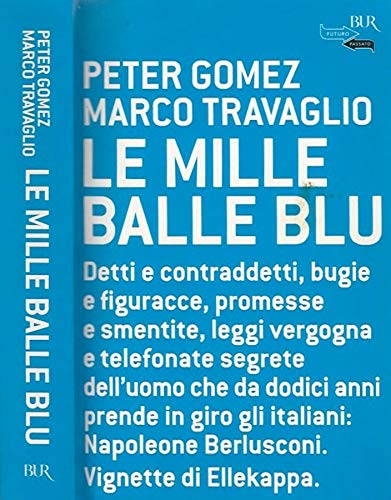 PETER GOMEZ
MARCO TRAVAGLIO
LE MILLE BALLE BLU
BUR
BUR
FUTURO
PASSATO
PETER GOMEZ
MARCO TRAVAGLIO
LE MILLE
BALLE BLU
Detti e contraddetti, bugie
e figuracce, promesse
e smentite, leggi vergogna
e telefonate segrete
dell'uomo che da dodici anni
prende in giro gli italiani:
Napoleone Berlusconi.
Vignette di Ellekappa.